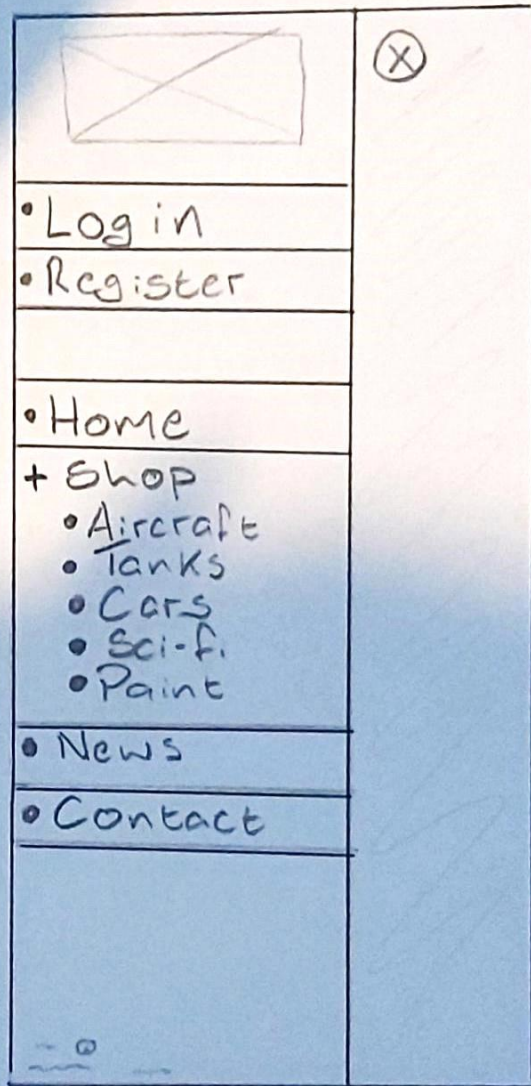 X
• Login
• Register
• Home
+ Shop
• Aircraft
• Tanks
• Cars
• Sci-fi
• Paint
• News
• Contact